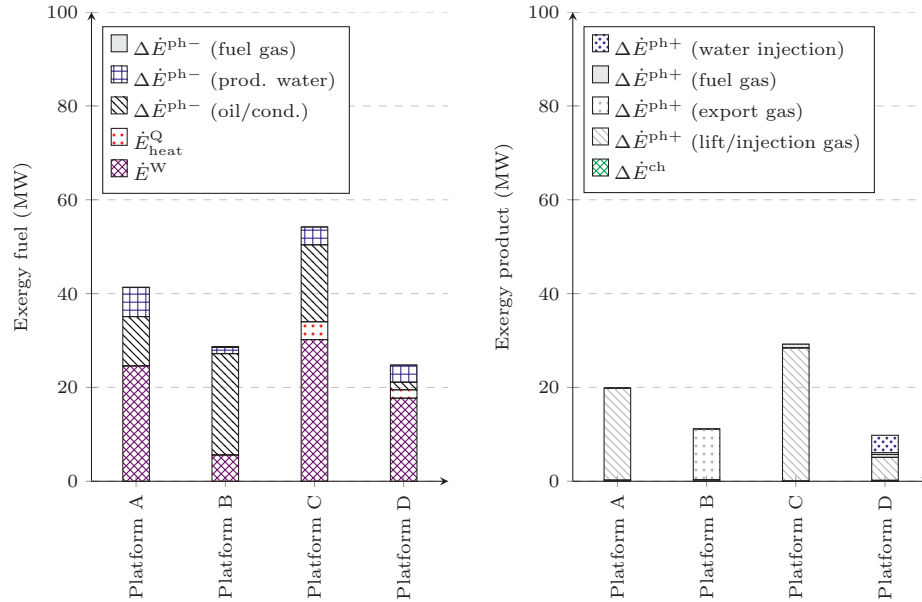 100
80
60
40
20
0
Exergy fuel (MW)
ΔĖ^ph− (fuel gas)
ΔĖ^ph− (prod. water)
ΔĖ^ph− (oil/cond.)
Ė^Q_heat
Ė^W
Platform A
Platform B
Platform C
Platform D
100
80
60
40
20
0
Exergy product (MW)
ΔĖ^ph+ (water injection)
ΔĖ^ph+ (fuel gas)
ΔĖ^ph+ (export gas)
ΔĖ^ph+ (lift/injection gas)
ΔĖ^ch
Platform A
Platform B
Platform C
Platform D